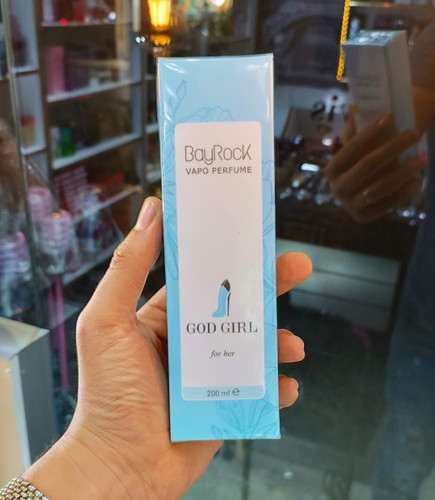 BayRock
VAPO PERFUME
GOD GIRL
for her
200 ml ℮